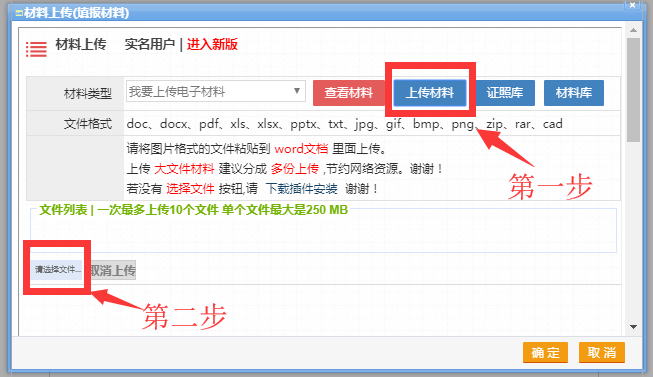 材料上传(填报材料)
材料上传 实名用户 | 进入新版
材料类型 我要上传电子材料 查看材料 上传材料 证照库 材料库
文件格式 doc、docx、pdf、xls、xlsx、pptx、txt、jpg、gif、bmp、png、zip、rar、cad
请将图片格式的文件粘贴到 word文档 里面上传。
上传 大文件材料 建议分成 多份上传 ,节约网络资源。谢谢！
若没有 选择文件 按钮,请 下载插件安装 谢谢！
第一步
文件列表 | 一次最多上传10个文件 单个文件最大是250 MB
请选择文件... 取消上传
第二步
确 定 取 消